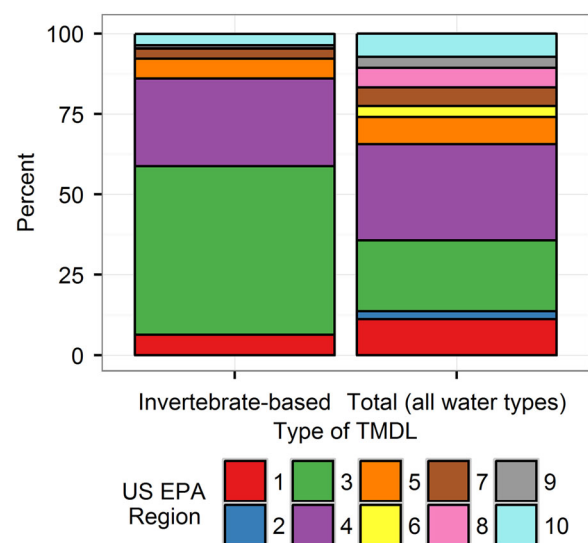 100
75
50
25
0
Percent
Invertebrate-based Total (all water types)
Type of TMDL
US EPA
Region
1 3 5 7 9
2 4 6 8 10